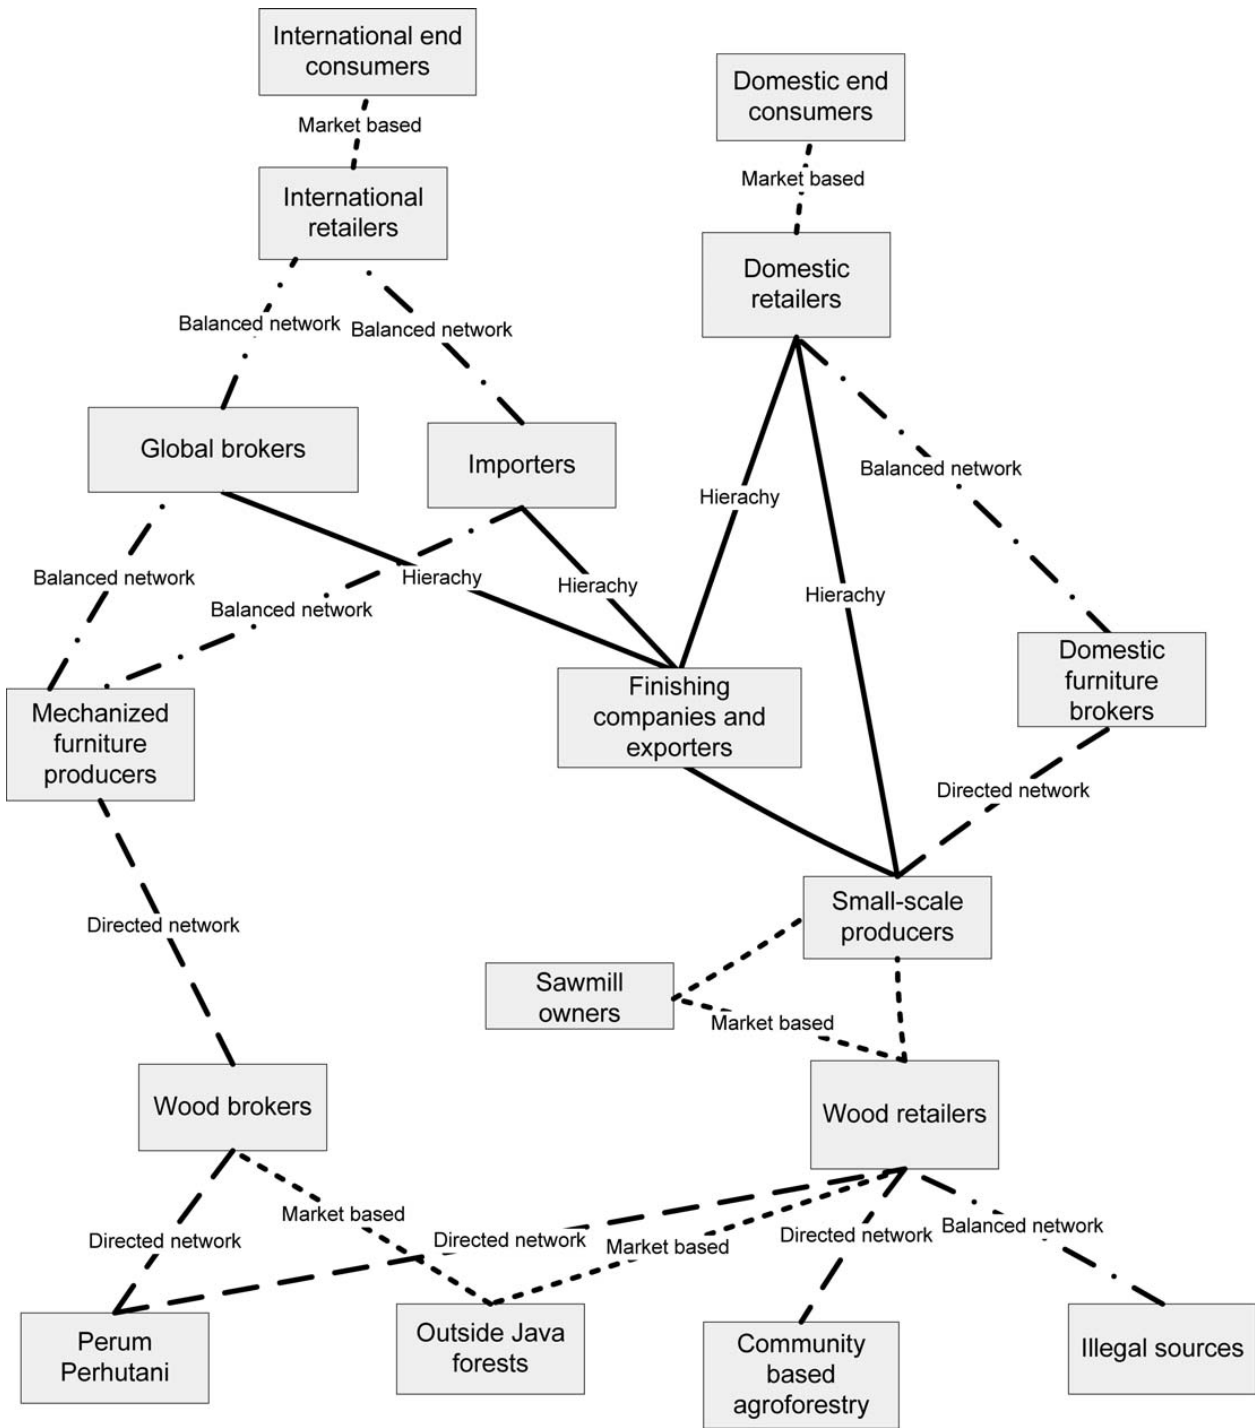 International end
consumers
Domestic end
consumers
Market based
Market based
International
retailers
Domestic
retailers
Balanced network
Balanced network
Global brokers
Importers
Balanced network
Hierachy
Balanced network
Hierachy
Hierachy
Balanced network
Hierachy
Mechanized
furniture
producers
Finishing
companies and
exporters
Domestic
furniture
brokers
Directed network
Directed network
Small-scale
producers
Sawmill
owners
Market based
Wood brokers
Wood retailers
Directed network
Market based
Directed network
Market based
Directed network
Balanced network
Perum
Perhutani
Outside Java
forests
Community
based
agroforestry
Illegal sources